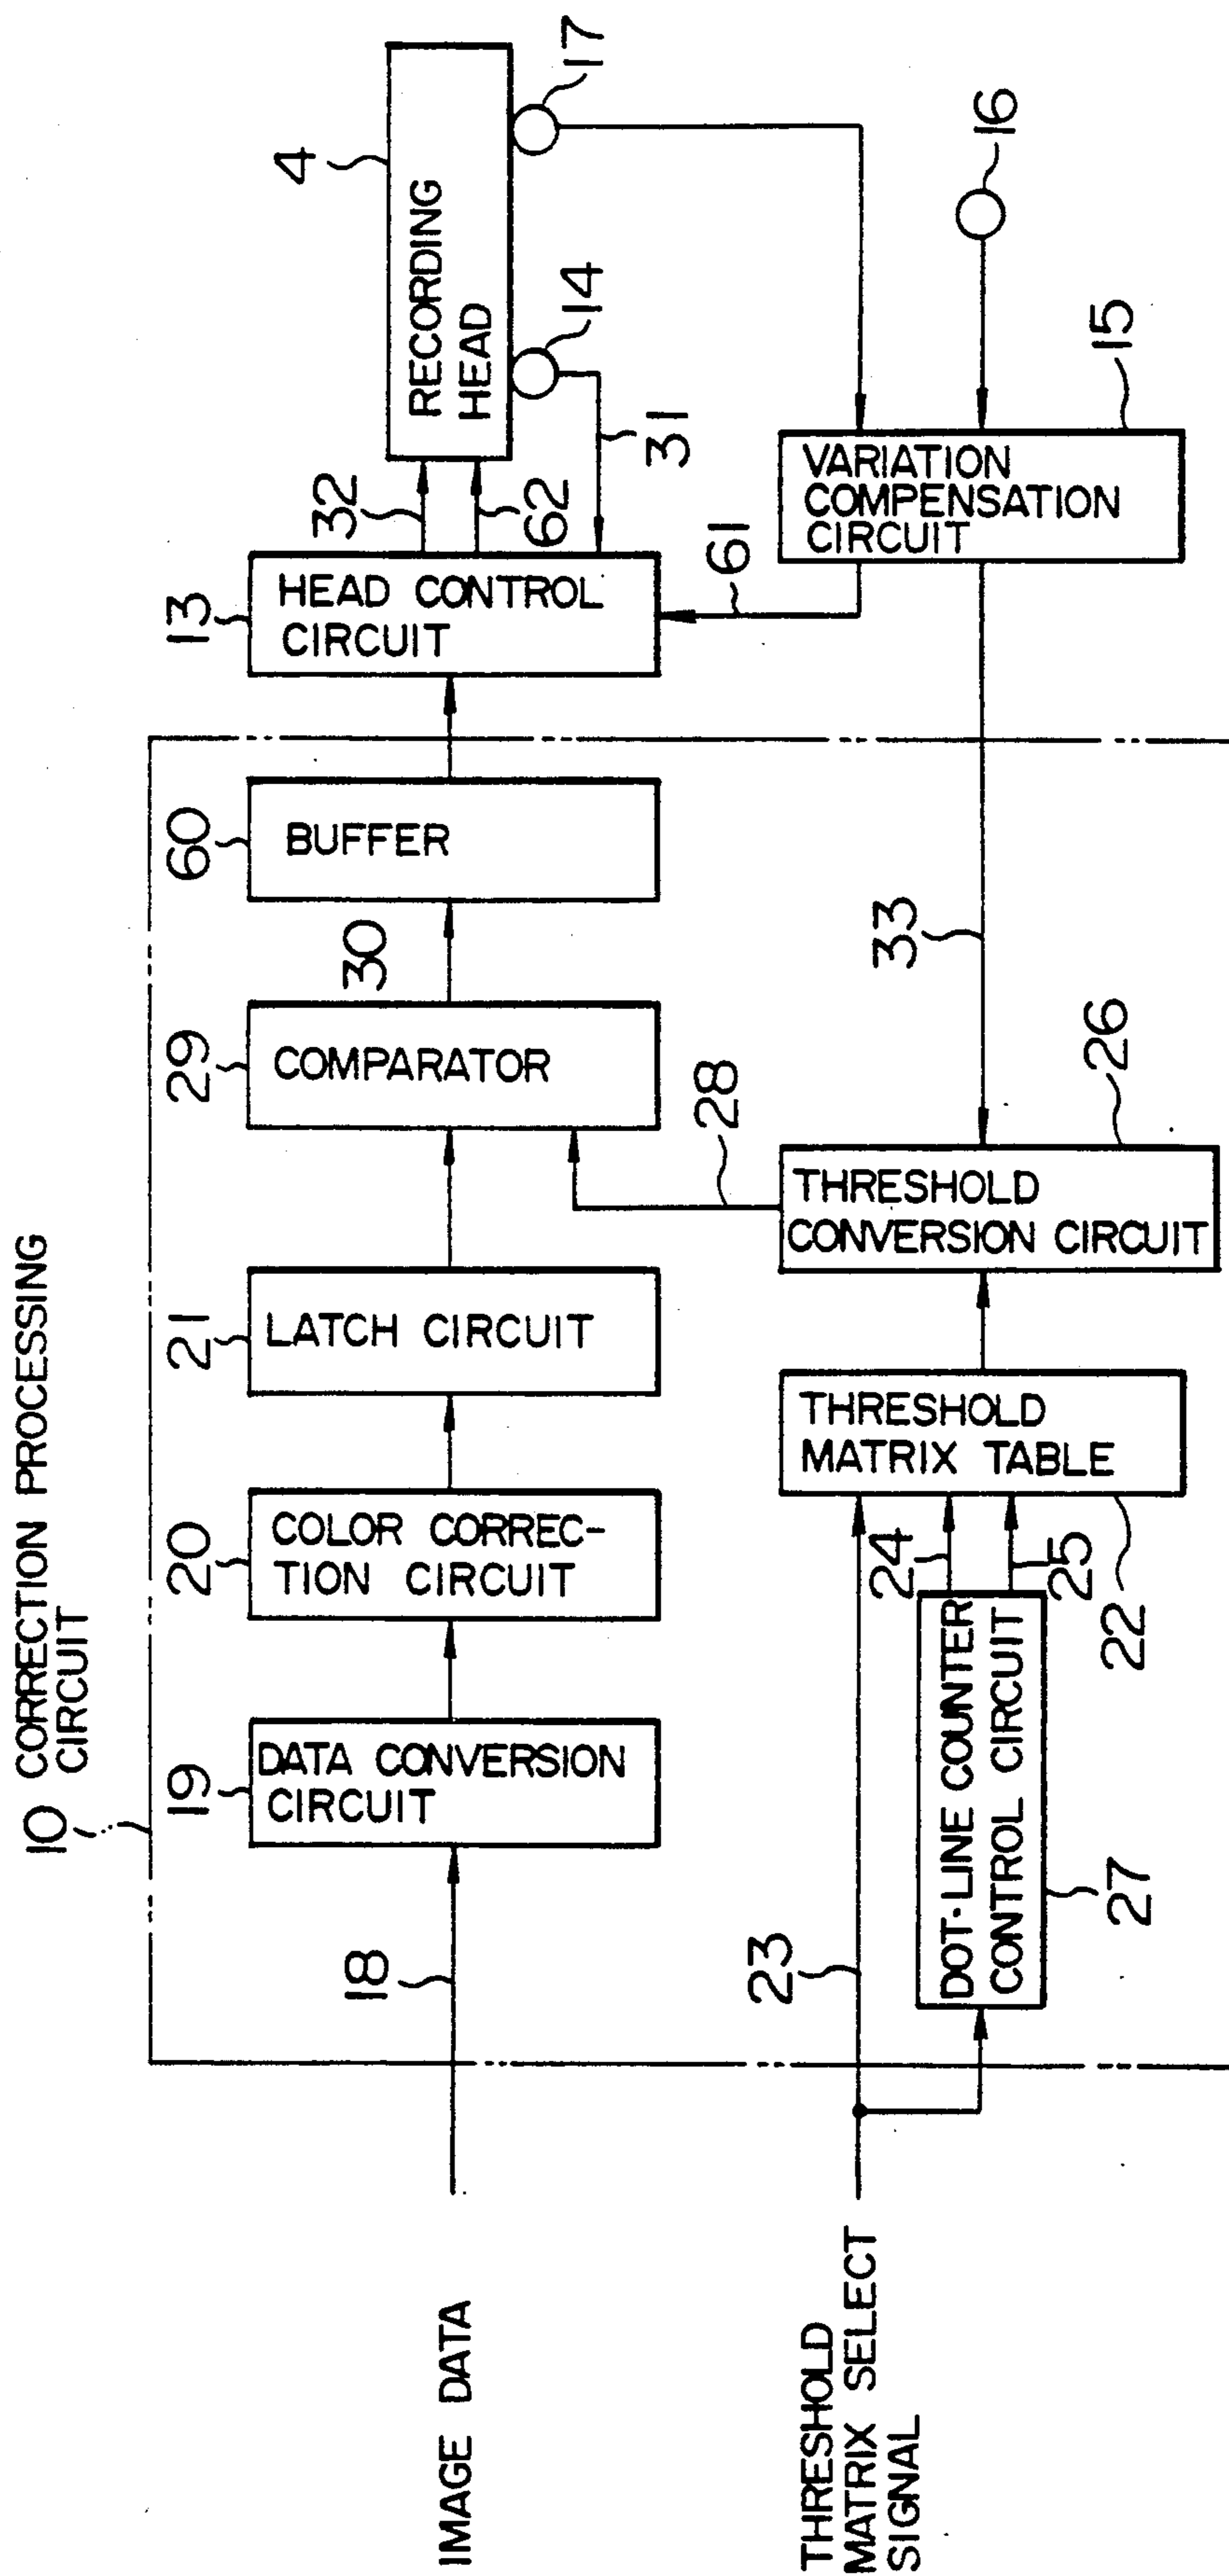 10 CORRECTION PROCESSING
CIRCUIT
IMAGE DATA
18
19
DATA CONVERSION
CIRCUIT
20
COLOR CORREC-
TION CIRCUIT
21
LATCH CIRCUIT
29
COMPARATOR
30
60
BUFFER
13
HEAD CONTROL
CIRCUIT
32
62
4
RECORDING
HEAD
14
17
31
THRESHOLD
MATRIX SELECT
SIGNAL
23
DOT-LINE COUNTER
CONTROL CIRCUIT
27
24
25
THRESHOLD
MATRIX TABLE
22
THRESHOLD
CONVERSION CIRCUIT
26
28
33
61
VARIATION
COMPENSATION
CIRCUIT
15
16